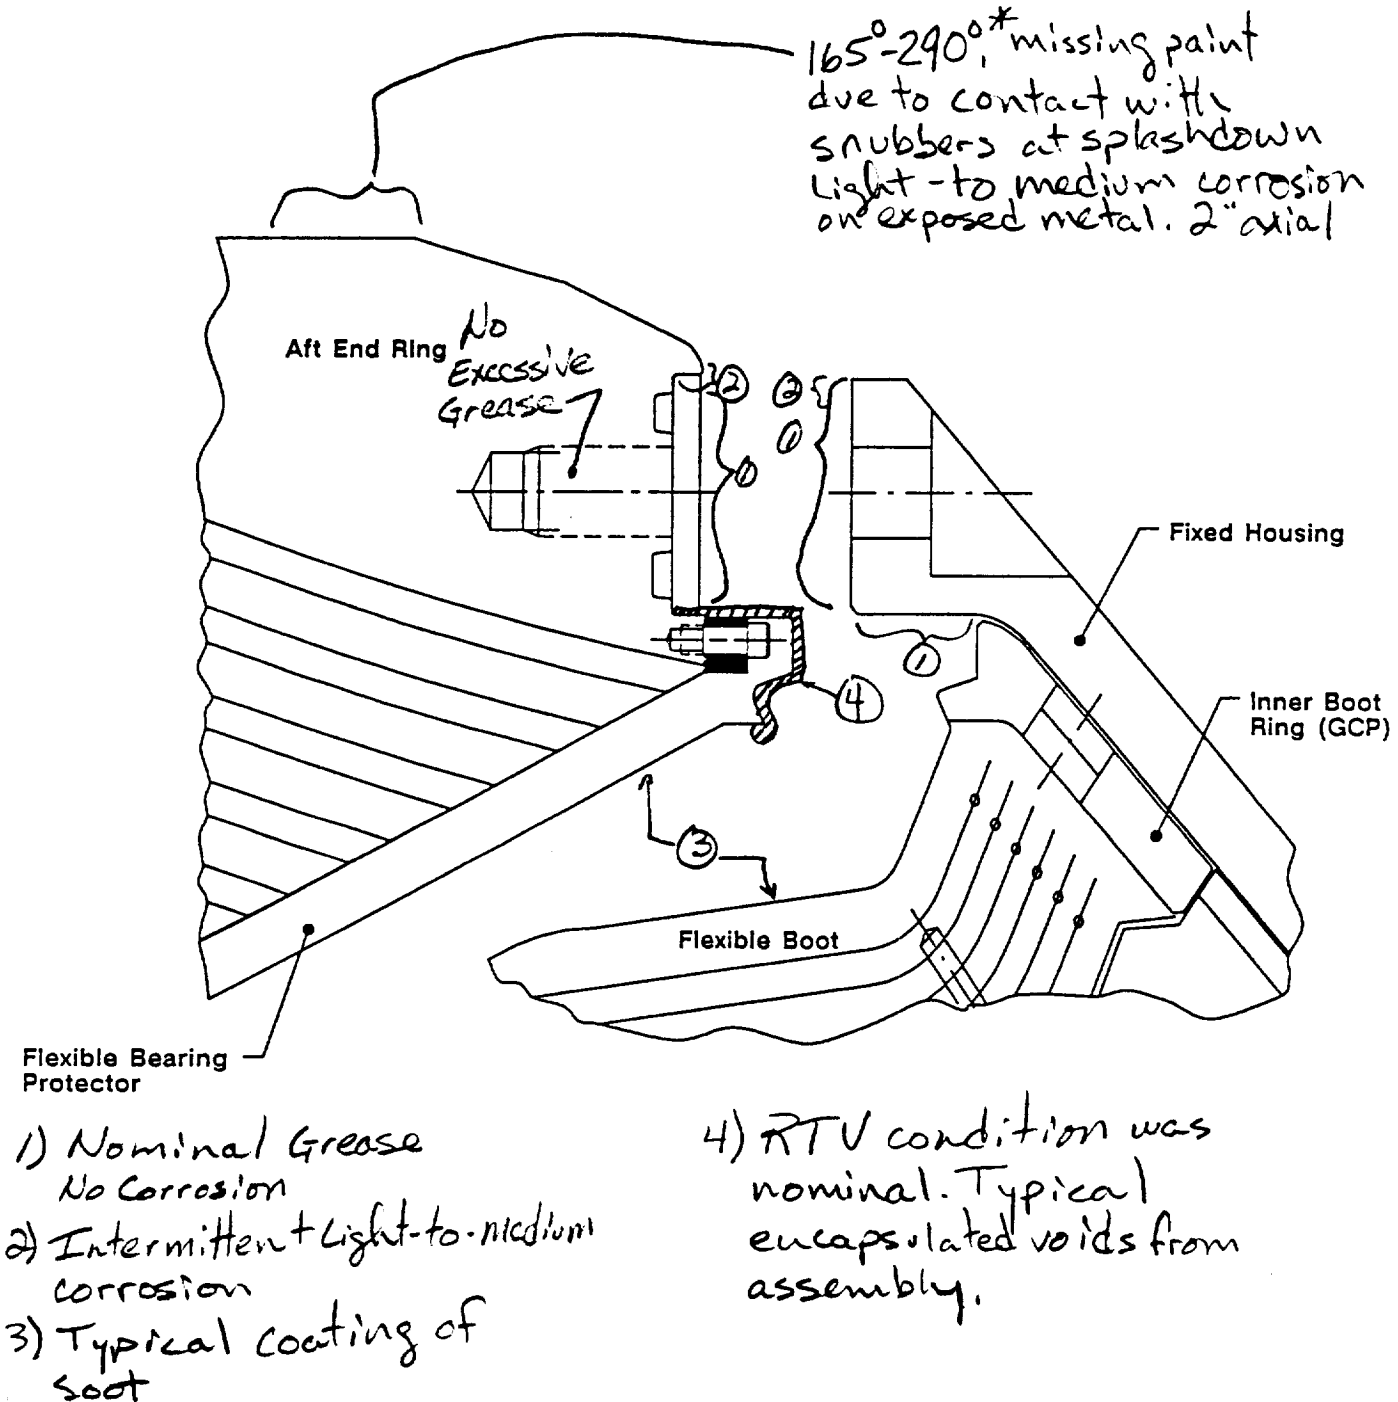 165°-290°,* missing paint
due to contact with
snubbers at splashdown
Light-to medium corrosion
on exposed metal. 2" axial
Aft End Ring
No
Excessive
Grease
2
2
1
1
Fixed Housing
1
4
Inner Boot
Ring (GCP)
3
Flexible Boot
Flexible Bearing
Protector
1) Nominal Grease
No Corrosion
2) Intermittent Light-to-medium
corrosion
3) Typical coating of
soot
4) RTV condition was
nominal. Typical
encapsulated voids from
assembly.